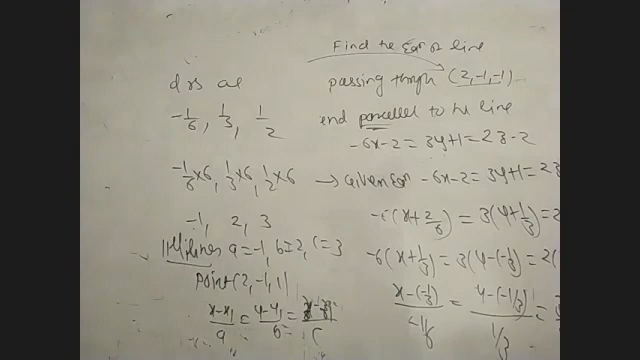 Find the Eqn of line
passing through (2,-1,-1)
and parallel to the line
-6x-2=3y+1=2z-2
→ Given Eqn -6x-2=3y+1=2z
-6(x+2/6)=3(y+1/3)=2
-6(x+1/3)=3(y-(-1/3)=2(
x-(-1/3)/-1/6 = y-(-1/3)/1/3 =
drs are
-1/6, 1/3, 1/2
-1/6×6, 1/3×6, 1/2×6
-1, 2, 3
||el lines a=-1, b=2, c=3
point(2,-1,1)
x-x1/a = y-y1/b = z-z1/c